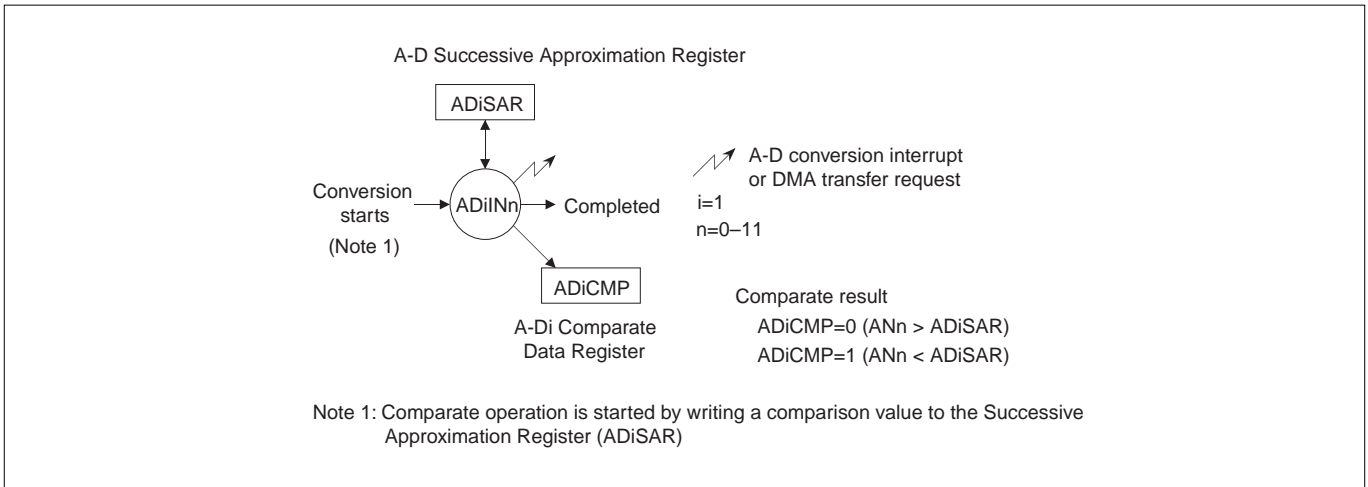 A-D Successive Approximation Register
ADiSAR
Conversion
starts
(Note 1)
ADiINn
Completed
A-D conversion interrupt
or DMA transfer request
i=1
n=0–11
ADiCMP
A-Di Comparate
Data Register
Comparate result
ADiCMP=0 (ANn > ADiSAR)
ADiCMP=1 (ANn < ADiSAR)
Note 1: Comparate operation is started by writing a comparison value to the Successive
Approximation Register (ADiSAR)